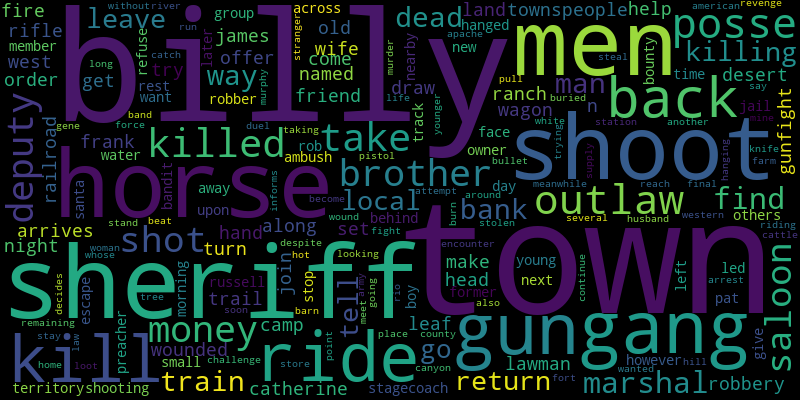 fire
leave
group
across
old
dead
land
townspeople
help
american
revenge
billy
men
posse
killing
rifle
member
west
order
long
get
refuse
try
rest
want
way
james
offer
later
robber
murphy
run
catch
without
river
stranger
wife
come
named
friend
nearby
draw
hanged
new
apache
steal
bounty
time
desert
say
jail
mine
back
man
n
ranch
wagon
track
younger
murder
life
buried
pull
deputy
railroad
gene
band
force
duel
taking
rob
ambush
pistol
frank
water
killed
take
face
owner
bullet
white
trying
station
another
supply
hanging
knife
farm
gunfight
shoot
horse
santa
bandit
away
upon
informs
become
brother
local
day
meanwhile
reach
final
attempt
around
bank
stolen
outlaw
several
husband
western
find
others
riding
cattle
arrives
stand
beat
hand
wound
set
behind
fight
burn
night
woman
whose
shot
turn
along
despite
hot
looking
join
stop
tell
boy
meet
army
going
rio
former
also
encounter
town
sheriff
decides
escape
tree
morning
russell
trail
soon
barn
make
head
young
next
continue
left
led
arrest
pat
saloon
remaining
stay
law
preacher
money
camp
place
county
leaf
gun
gang
kill
home
loot
wounded
small
challenge
ride
point
go
lawman
however
hill
give
territory
shooting
train
store
catherine
canyon
stagecoach
return
fort
wanted
marshal
robbery